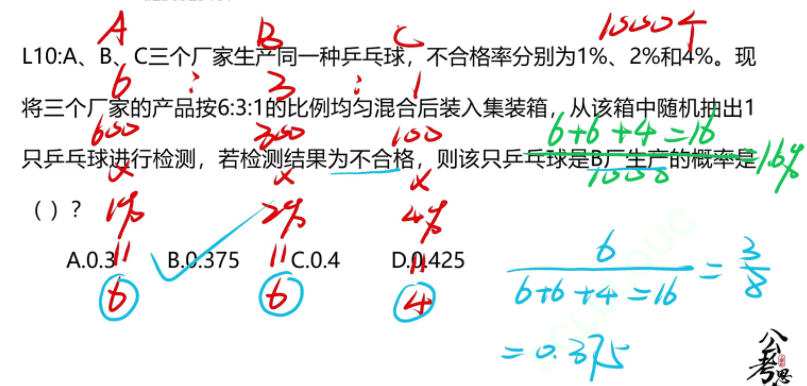 A B C 1000个
L10:A、B、C三个厂家生产同一种乒乓球，不合格率分别为1%、2%和4%。现
6 : 3 : 1
将三个厂家的产品按6:3:1的比例均匀混合后装入集装箱，从该箱中随机抽出1
600 300 100 6+6+4=16
只乒乓球进行检测，若检测结果为不合格，则该只乒乓球是B厂生产的概率是
× × × 1000 =1.6%
（ ）？
1% 2% 4%
A.0.3 B.0.375 C.0.4 D.0.425
6 6 4
6
6+6+4=16 = 3
8
=0.375
公考